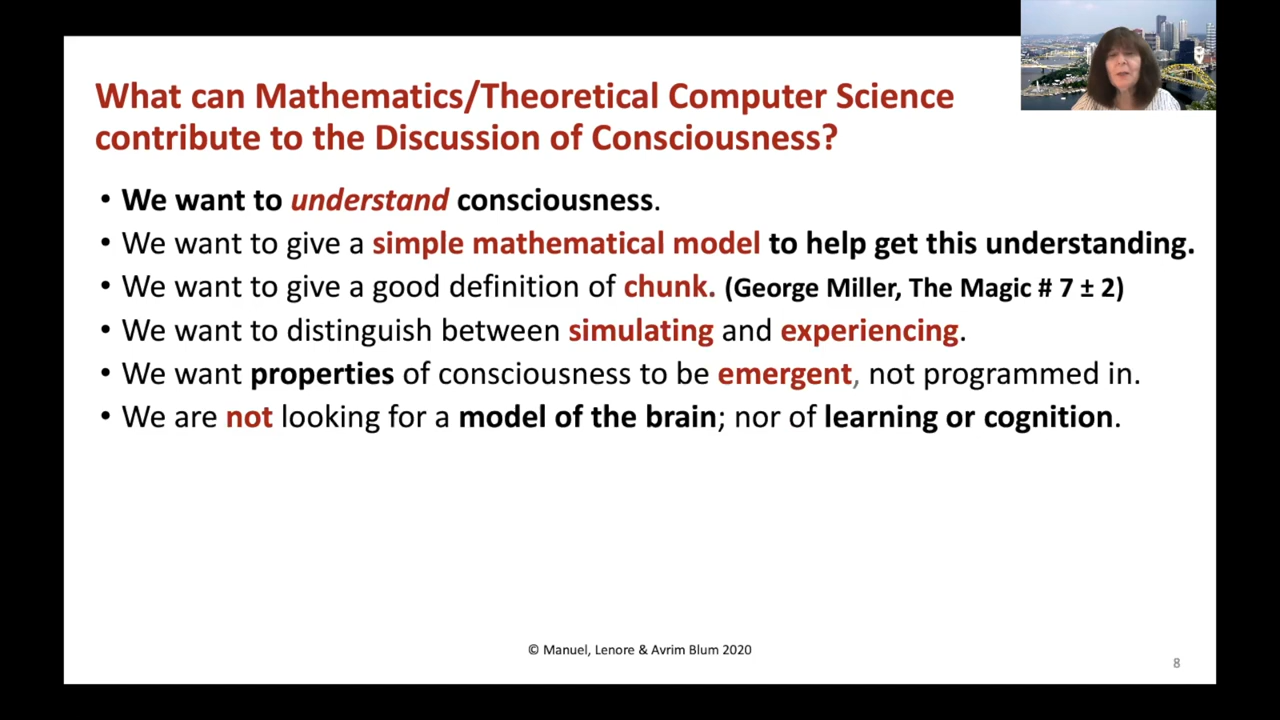 What can Mathematics/Theoretical Computer Science
contribute to the Discussion of Consciousness?
• We want to understand consciousness.
• We want to give a simple mathematical model to help get this understanding.
• We want to give a good definition of chunk. (George Miller, The Magic # 7 ± 2)
• We want to distinguish between simulating and experiencing.
• We want properties of consciousness to be emergent, not programmed in.
• We are not looking for a model of the brain; nor of learning or cognition.
© Manuel, Lenore & Avrim Blum 2020
8